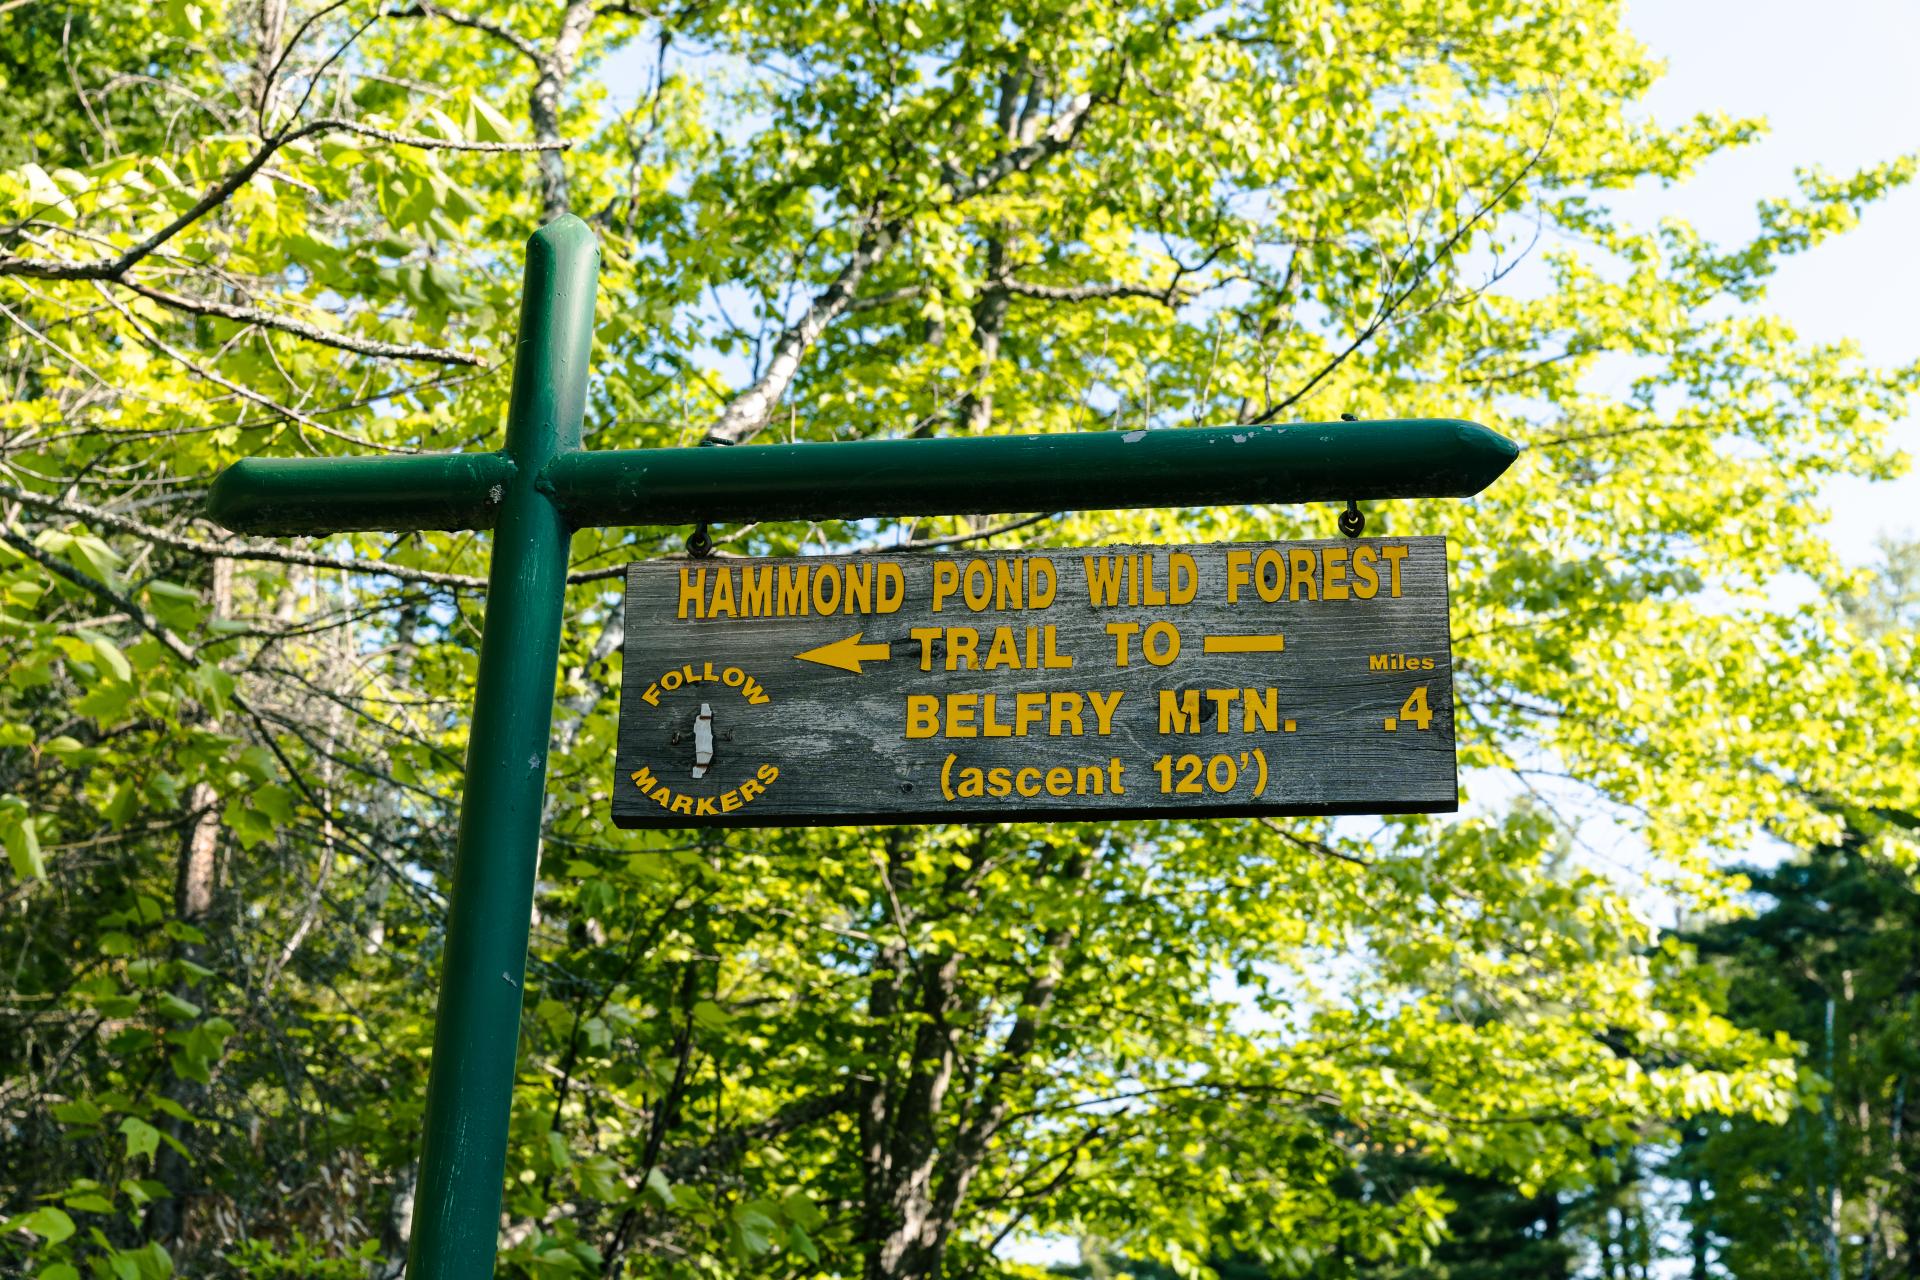 HAMMOND POND WILD FOREST
TRAIL TO
Miles
BELFRY MTN. .4
(ascent 120')
FOLLOW
MARKERS